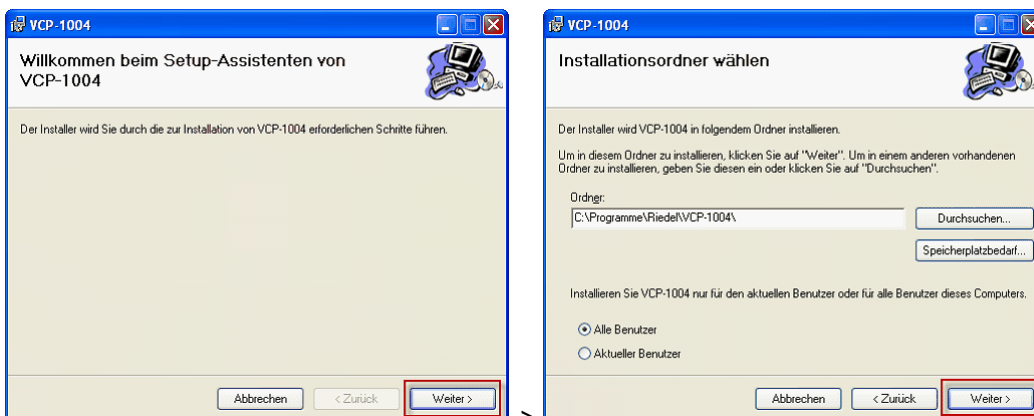 VCP-1004
Willkommen beim Setup-Assistenten von
VCP-1004
Der Installer wird Sie durch die zur Installation von VCP-1004 erforderlichen Schritte führen.
Abbrechen
< Zurück
Weiter >
>
VCP-1004
Installationsordner wählen
Der Installer wird VCP-1004 in folgendem Ordner installieren.
Um in diesem Ordner zu installieren, klicken Sie auf "Weiter". Um in einem anderen vorhandenen
Ordner zu installieren, geben Sie diesen ein oder klicken Sie auf "Durchsuchen".
Ordner:
C:\Programme\Riedel\VCP-1004\
Durchsuchen...
Speicherplatzbedarf...
Installieren Sie VCP-1004 nur für den aktuellen Benutzer oder für alle Benutzer dieses Computers.
Alle Benutzer
Aktueller Benutzer
Abbrechen
< Zurück
Weiter >